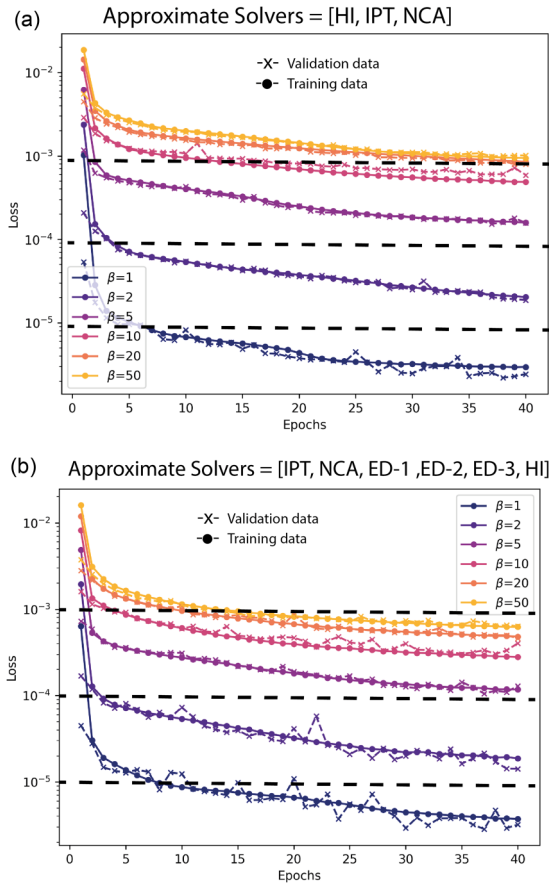 (a)
Approximate Solvers = [HI, IPT, NCA]
10⁻²
10⁻³
10⁻⁴
10⁻⁵
Loss
Validation data
Training data
β=1
β=2
β=5
β=10
β=20
β=50
0 5 10 15 20 25 30 35 40
Epochs
(b)
Approximate Solvers = [IPT, NCA, ED-1 ,ED-2, ED-3, HI]
10⁻²
10⁻³
10⁻⁴
10⁻⁵
Loss
Validation data
Training data
β=1
β=2
β=5
β=10
β=20
β=50
0 5 10 15 20 25 30 35 40
Epochs